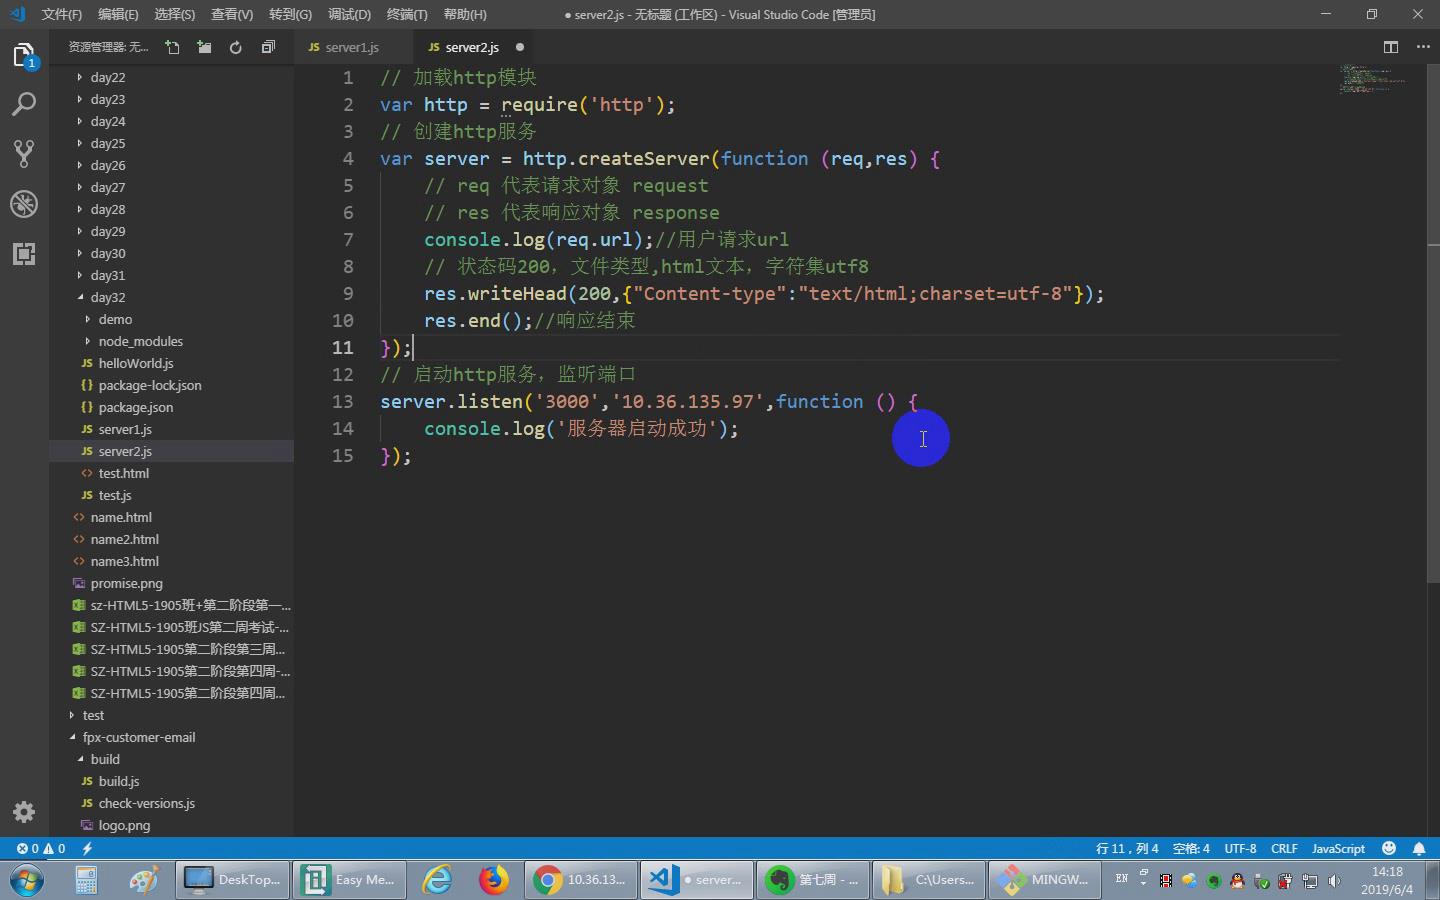 文件(F) 编辑(E) 选择(S) 查看(V) 转到(G) 调试(D) 终端(T) 帮助(H) ● server2.js - 无标题 (工作区) - Visual Studio Code [管理员]
资源管理器: 无...
JS server1.js
JS server2.js ●
1
day22
day23
day24
day25
day26
day27
day28
day29
day30
day31
day32
demo
node_modules
JS helloWorld.js
{} package-lock.json
{} package.json
JS server1.js
JS server2.js
<> test.html
JS test.js
<> name.html
<> name2.html
<> name3.html
promise.png
sz-HTML5-1905班+第二阶段第一...
SZ-HTML5-1905班JS第二周考试-...
SZ-HTML5-1905第二阶段第三周...
SZ-HTML5-1905第二阶段第四周-...
SZ-HTML5-1905第二阶段第四周...
test
fpx-customer-email
build
JS build.js
JS check-versions.js
logo.png
1 // 加载http模块
2 var http = require('http');
3 // 创建http服务
4 var server = http.createServer(function (req,res) {
5 // req 代表请求对象 request
6 // res 代表响应对象 response
7 console.log(req.url);//用户请求url
8 // 状态码200，文件类型,html文本，字符集utf8
9 res.writeHead(200,{"Content-type":"text/html;charset=utf-8"});
10 res.end();//响应结束
11 });
12 // 启动http服务，监听端口
13 server.listen('3000','10.36.135.97',function () {
14 console.log('服务器启动成功');
15 });
0 0 行 11，列 4 空格: 4 UTF-8 CRLF JavaScript
DeskTop... Easy Me... 10.36.13... ● server... 第七周 - ... C:\Users... MINGW... EN 14:18
2019/6/4